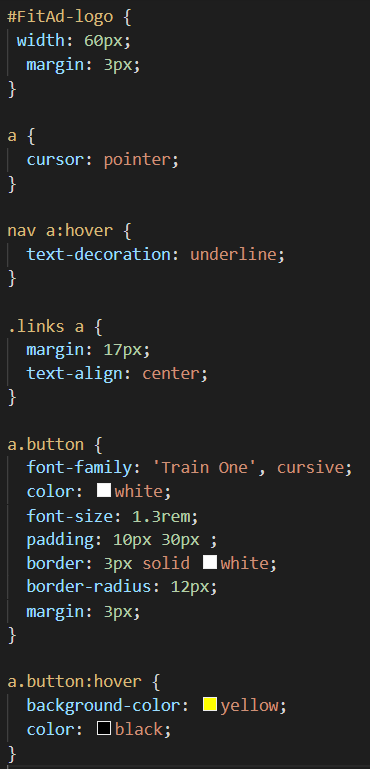 #FitAd-logo {
 width: 60px;
  margin: 3px;
}

a {
  cursor: pointer;
}

nav a:hover {
  text-decoration: underline;
}

.links a {
  margin: 17px;
  text-align: center;
}

a.button {
  font-family: 'Train One', cursive;
  color: white;
  font-size: 1.3rem;
  padding: 10px 30px ;
  border: 3px solid white;
  border-radius: 12px;
  margin: 3px;
}

a.button:hover {
  background-color: yellow;
  color: black;
}